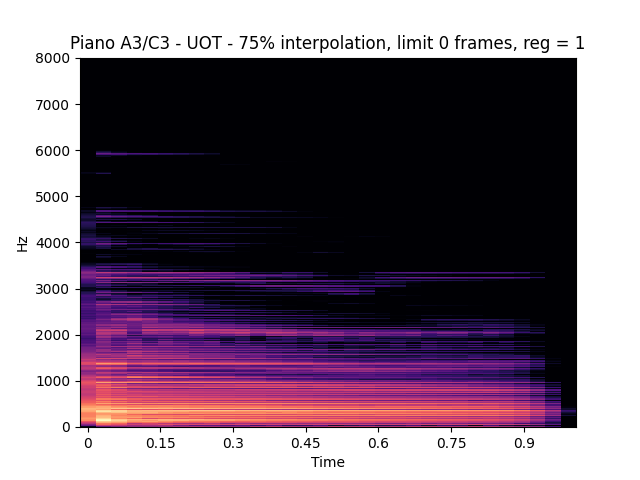 Piano A3/C3 - UOT - 75% interpolation, limit 0 frames, reg = 1
8000
7000
6000
5000
4000
3000
2000
1000
0
Hz
0 0.15 0.3 0.45 0.6 0.75 0.9
Time